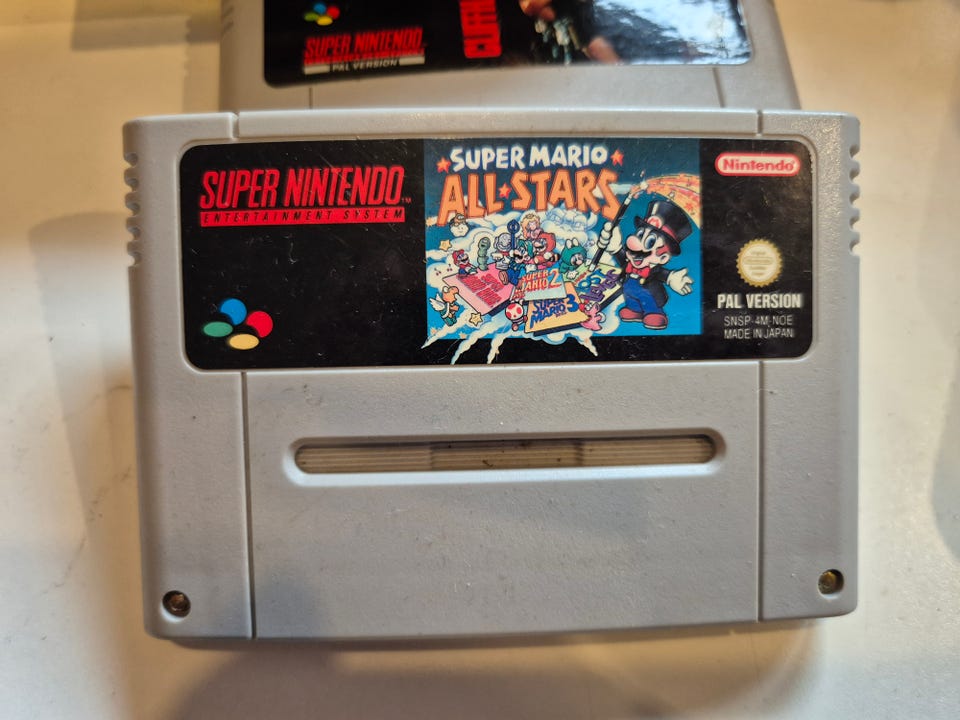 SUPER NINTENDO
PAL VERSION
SUPER NINTENDO™
ENTERTAINMENT SYSTEM
SUPER MARIO
ALL★STARS
SUPER
MARIO 2
SUPER
MARIO 3
Nintendo
PAL VERSION
SNSP-4M-NOE
MADE IN JAPAN